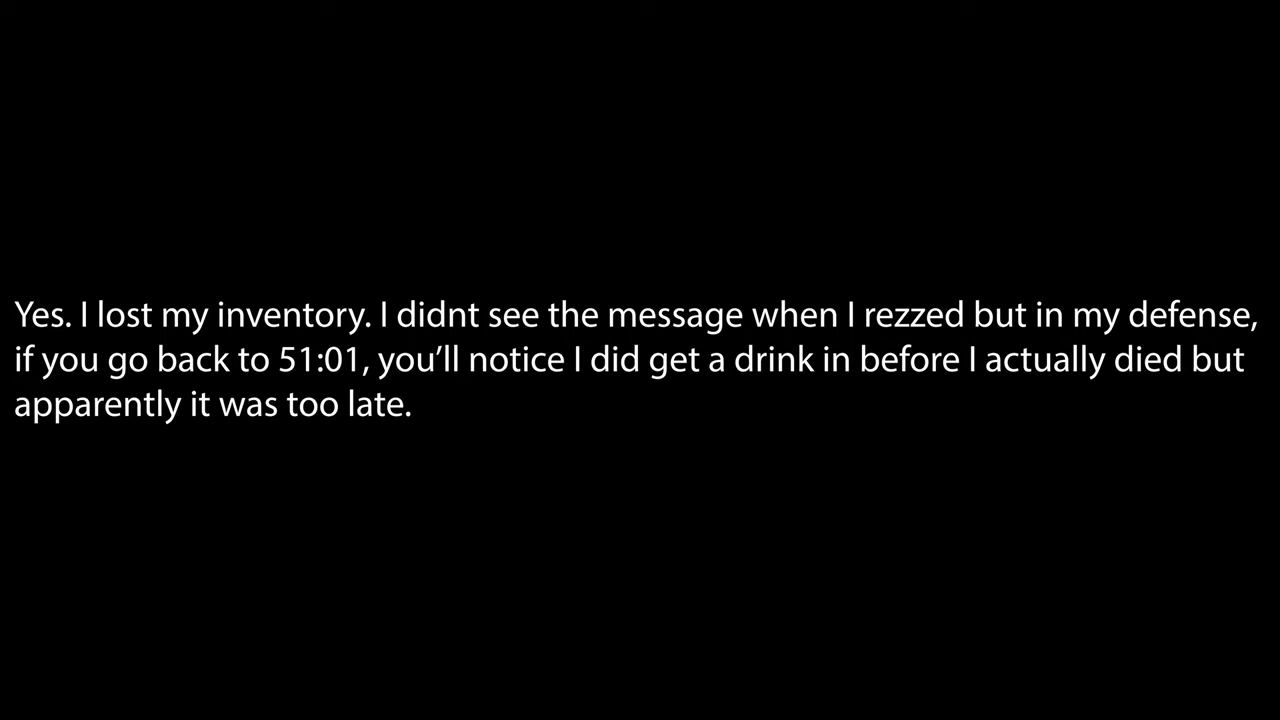 Yes. I lost my inventory. I didnt see the message when I rezzed but in my defense,
if you go back to 51:01, you’ll notice I did get a drink in before I actually died but
apparently it was too late.